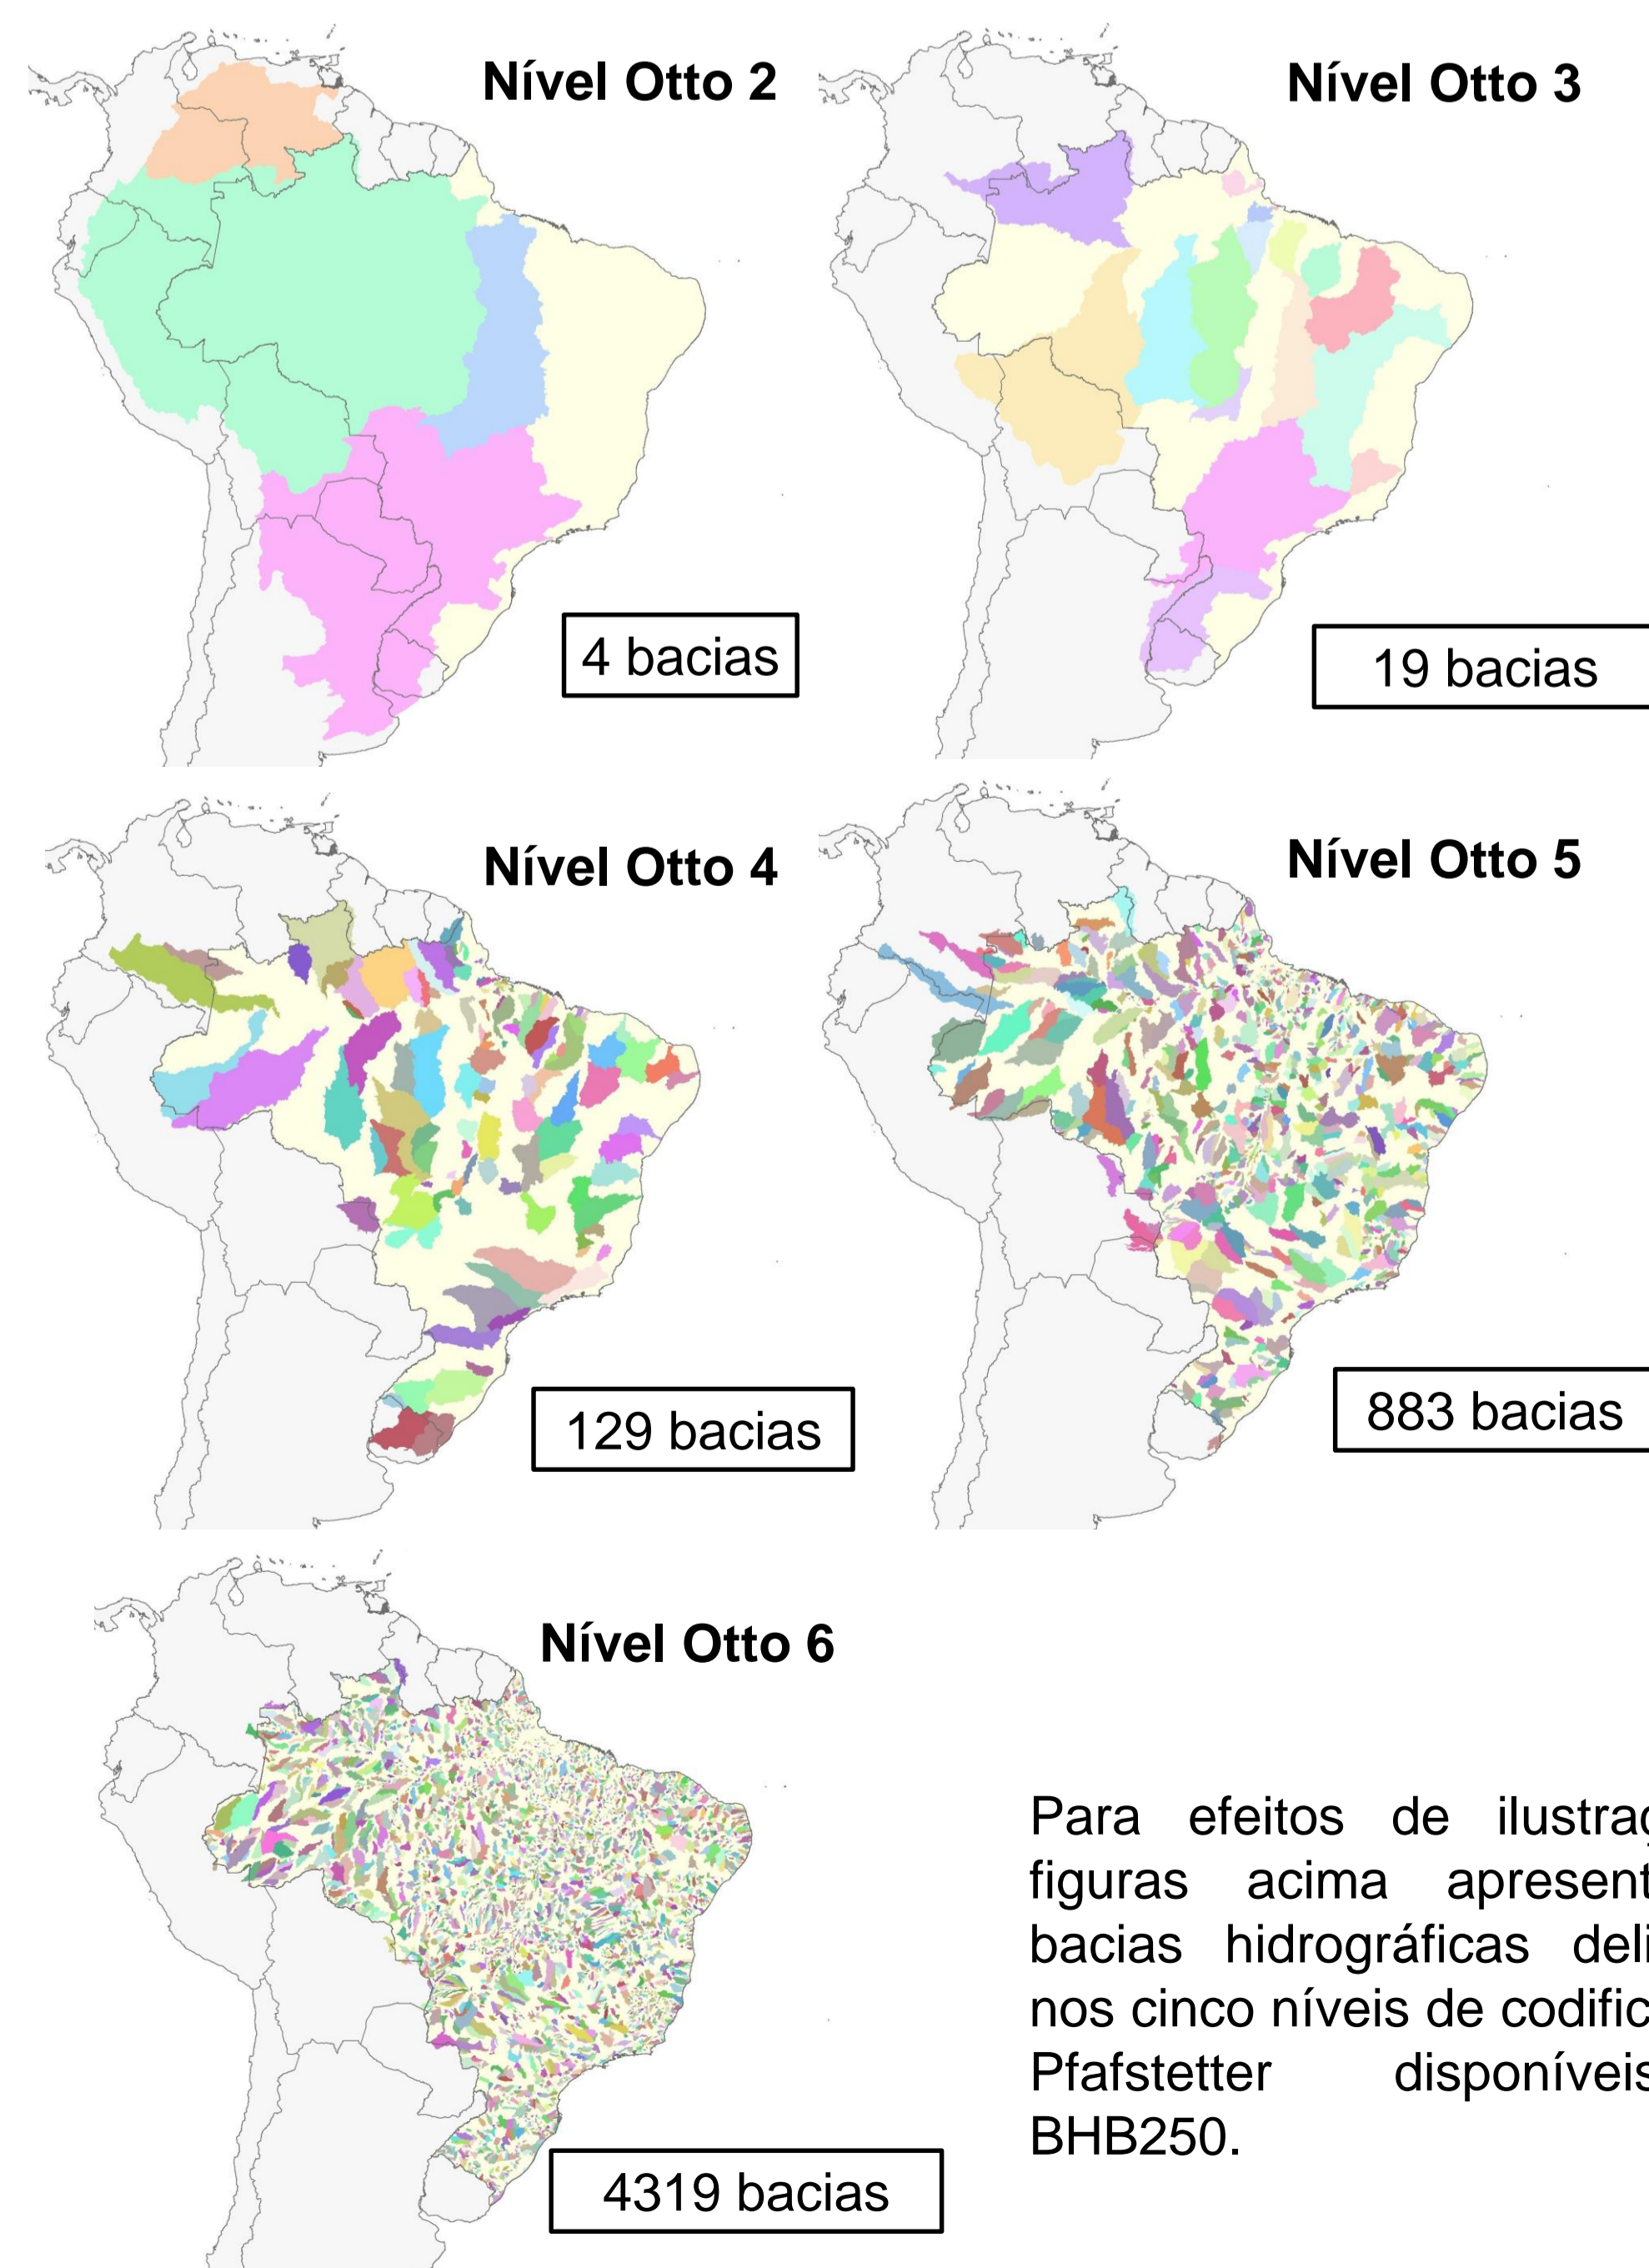 Nível Otto 2
Nível Otto 3
4 bacias
19 bacias
Nível Otto 4
Nível Otto 5
129 bacias
883 bacias
Nível Otto 6
4319 bacias
Para efeitos de
figuras acima
bacias hidrográficas
nos cinco níveis de
Pfafstetter disponíveis
BHB250.